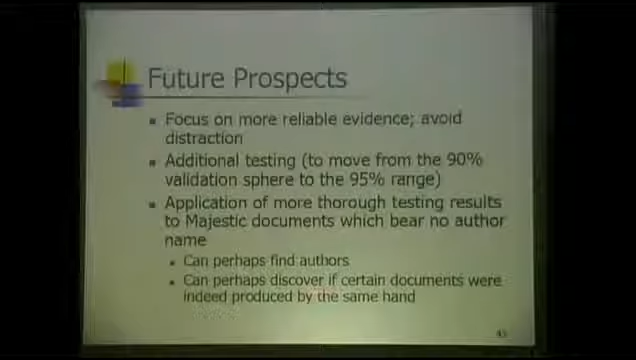 Future Prospects
Focus on more reliable evidence; avoid
distraction
Additional testing (to move from the 90%
validation sphere to the 95% range)
Application of more thorough testing results
to Majestic documents which bear no author
name
Can perhaps find authors
Can perhaps discover if certain documents were
indeed produced by the same hand